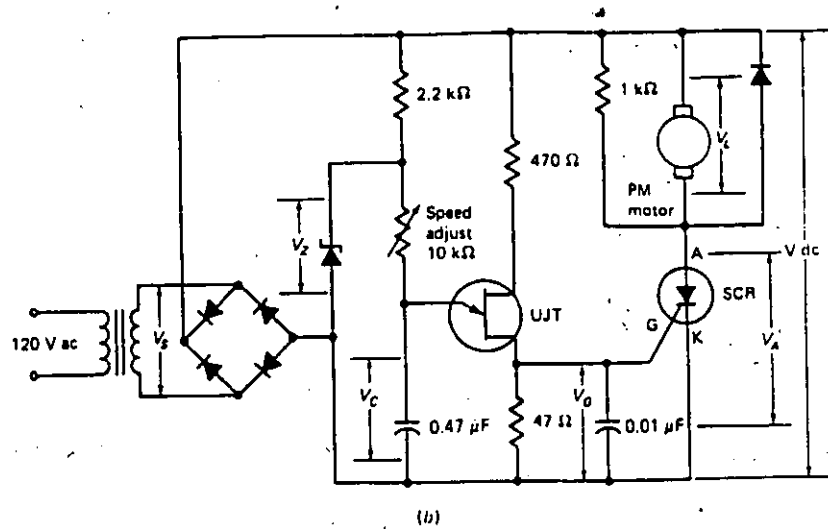 2.2 kΩ
1 kΩ
V_L
470 Ω
PM
motor
Speed
adjust
10 kΩ
V_Z
A
V dc
UJT
SCR
G
K
V_A
120 V ac
V_S
V_C
0.47 µF
47 Ω
V_G
0.01 µF
(b)